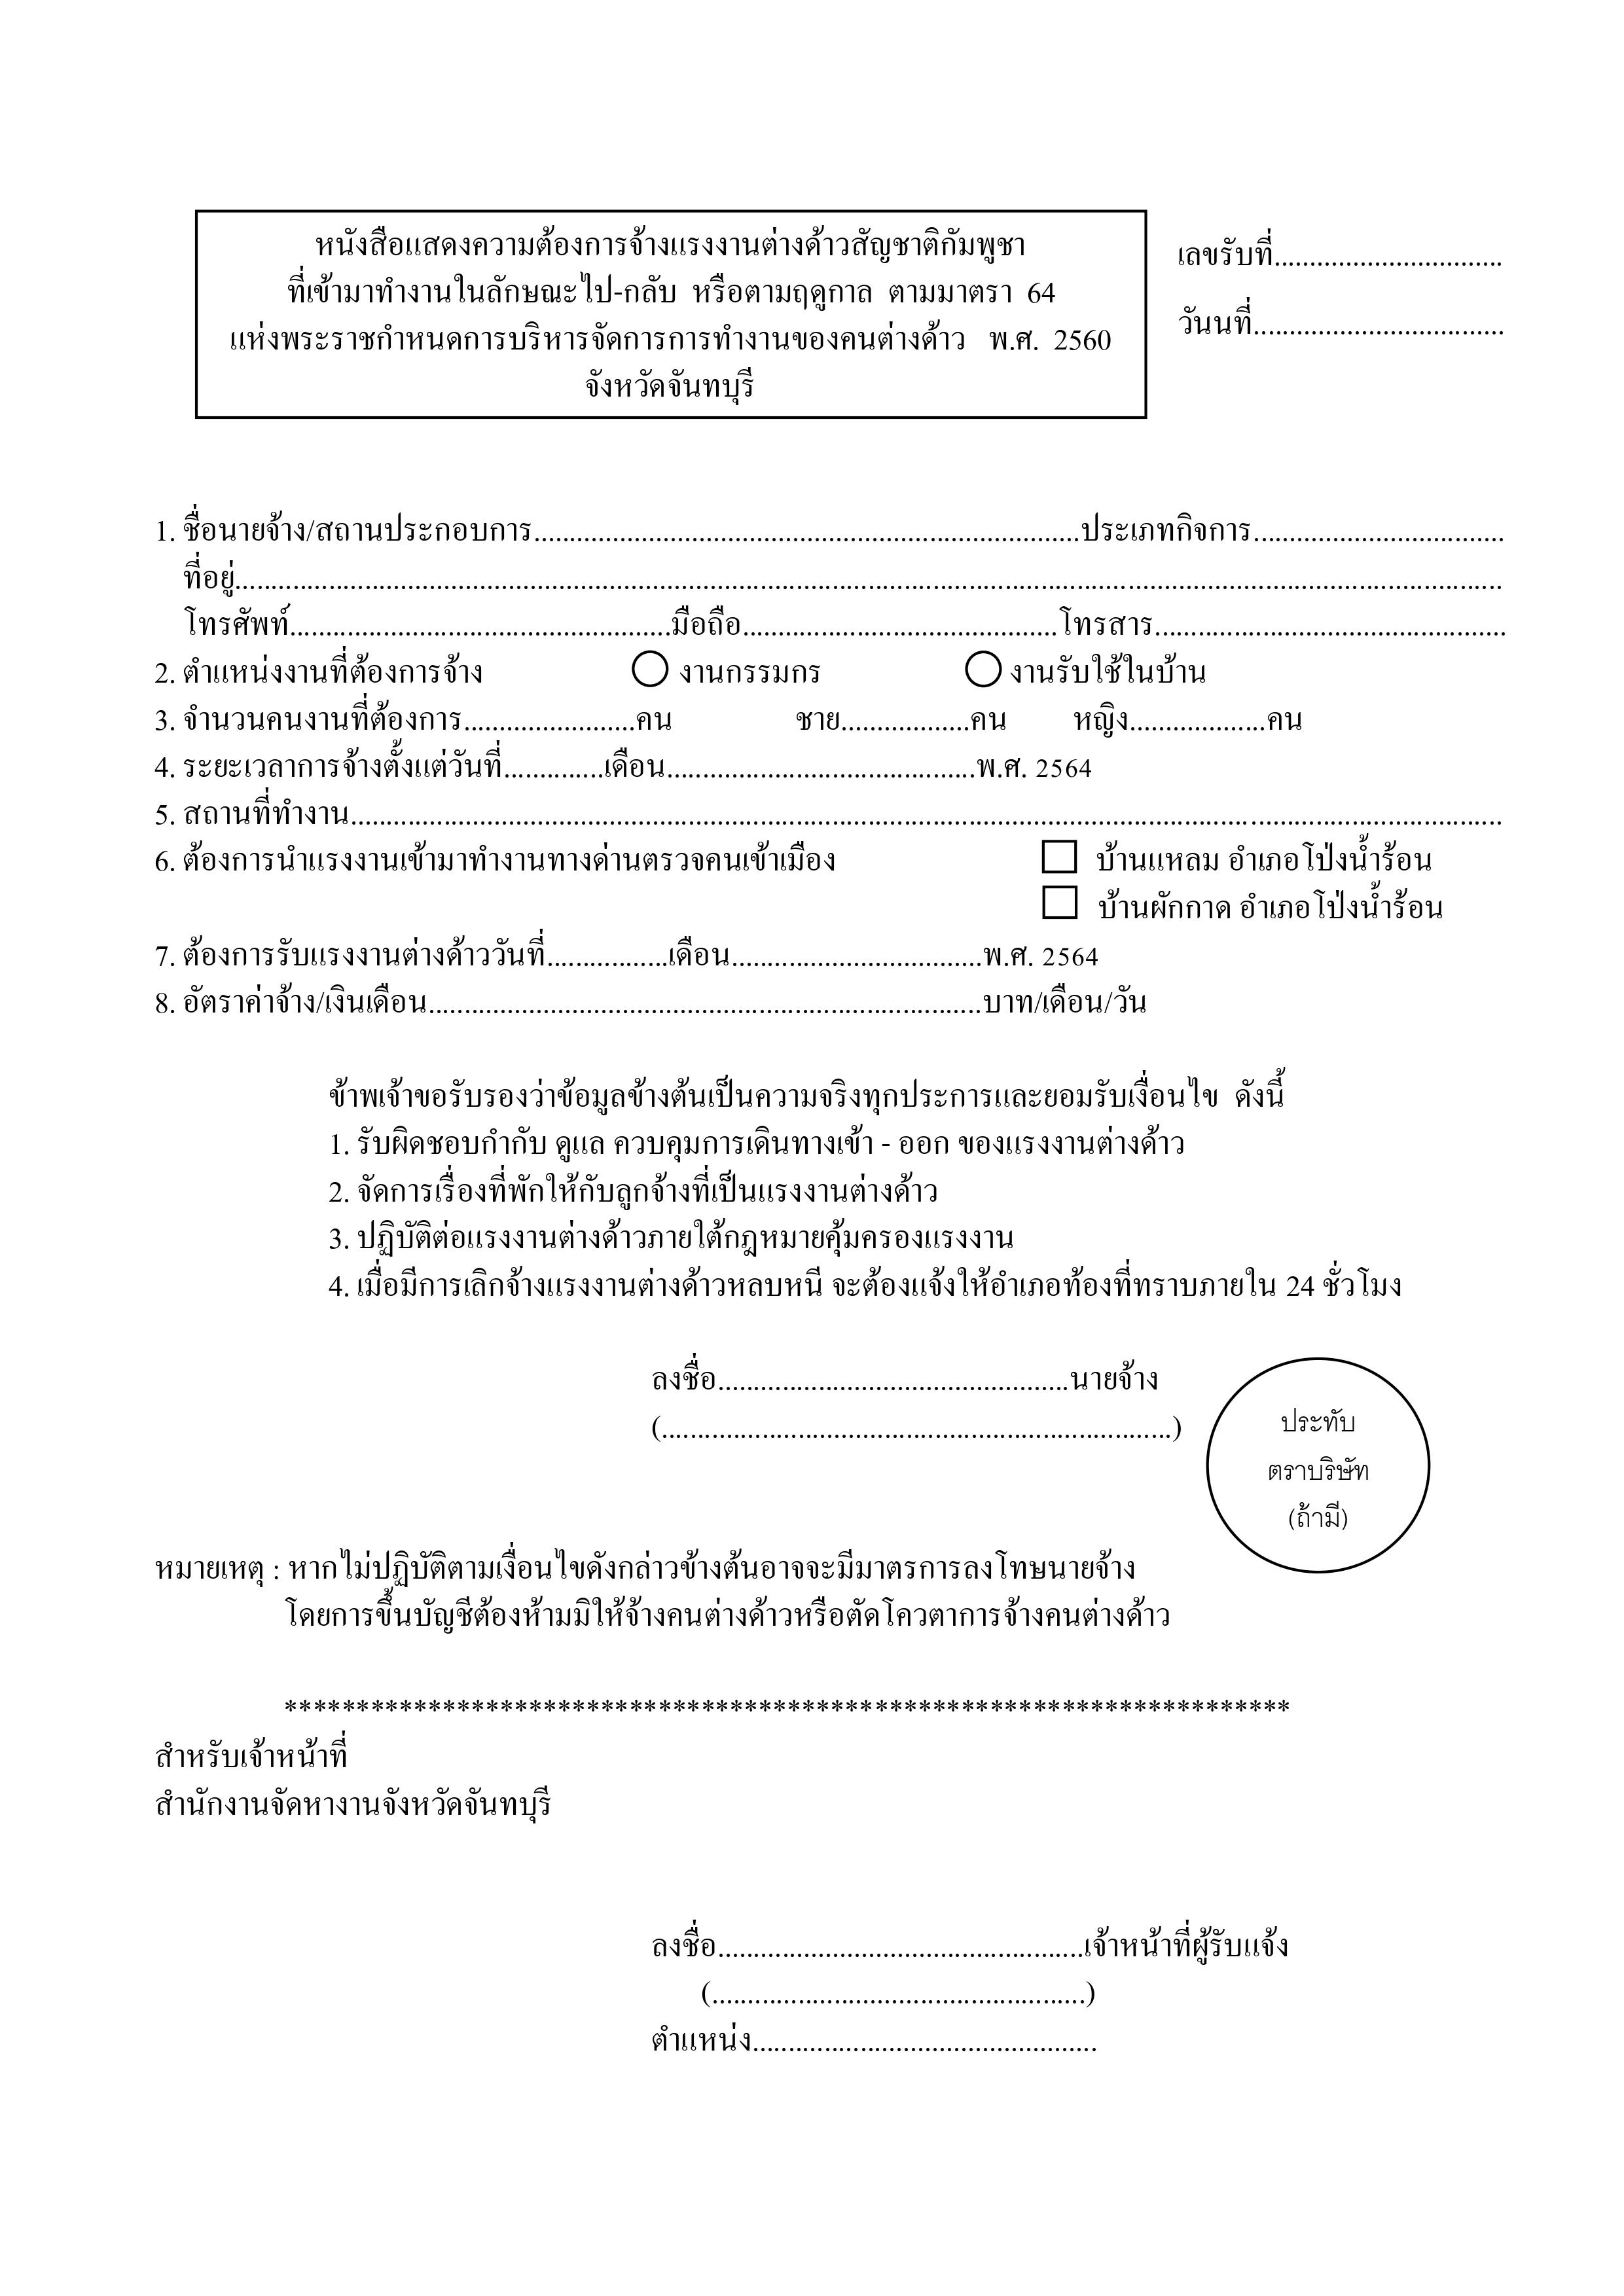 หนังสือแสดงความต้องการจ้างแรงงานต่างด้าวสัญชาติกัมพูชา
ที่เข้ามาทำงานในลักษณะไป-กลับ หรือตามฤดูกาล ตามมาตรา 64
แห่งพระราชกำหนดการบริหารจัดการการทำงานของคนต่างด้าว พ.ศ. 2560
จังหวัดจันทบุรี
เลขรับที่................................
วันนที่...................................
1. ชื่อนายจ้าง/สถานประกอบการ............................................................................ประเภทกิจการ...................................
ที่อยู่.................................................................................................................................................................................
โทรศัพท์.....................................................มือถือ............................................โทรสาร.................................................
2. ตำแหน่งงานที่ต้องการจ้าง ○ งานกรรมกร ○ งานรับใช้ในบ้าน
3. จำนวนคนงานที่ต้องการ........................คน ชาย..................คน หญิง...................คน
4. ระยะเวลาการจ้างตั้งแต่วันที่..............เดือน...........................................พ.ศ. 2564
5. สถานที่ทำงาน.................................................................................................................................................................
6. ต้องการนำแรงงานเข้ามาทำงานทางด่านตรวจคนเข้าเมือง □ บ้านแหลม อำเภอโป่งน้ำร้อน
□ บ้านผักกาด อำเภอโป่งน้ำร้อน
7. ต้องการรับแรงงานต่างด้าววันที่.................เดือน...................................พ.ศ. 2564
8. อัตราค่าจ้าง/เงินเดือน.............................................................................บาท/เดือน/วัน
ข้าพเจ้าขอรับรองว่าข้อมูลข้างต้นเป็นความจริงทุกประการและยอมรับเงื่อนไข ดังนี้
1. รับผิดชอบกำกับ ดูแล ควบคุมการเดินทางเข้า - ออก ของแรงงานต่างด้าว
2. จัดการเรื่องที่พักให้กับลูกจ้างที่เป็นแรงงานต่างด้าว
3. ปฏิบัติต่อแรงงานต่างด้าวภายใต้กฎหมายคุ้มครองแรงงาน
4. เมื่อมีการเลิกจ้างแรงงานต่างด้าวหลบหนี จะต้องแจ้งให้อำเภอท้องที่ทราบภายใน 24 ชั่วโมง
ลงชื่อ.................................................นายจ้าง
(.......................................................................)
ประทับ
ตราบริษัท
(ถ้ามี)
หมายเหตุ : หากไม่ปฏิบัติตามเงื่อนไขดังกล่าวข้างต้นอาจจะมีมาตรการลงโทษนายจ้าง
โดยการขึ้นบัญชีต้องห้ามมิให้จ้างคนต่างด้าวหรือตัดโควตาการจ้างคนต่างด้าว
**********************************************************************
สำหรับเจ้าหน้าที่
สำนักงานจัดหางานจังหวัดจันทบุรี
ลงชื่อ...................................................เจ้าหน้าที่ผู้รับแจ้ง
(....................................................)
ตำแหน่ง................................................